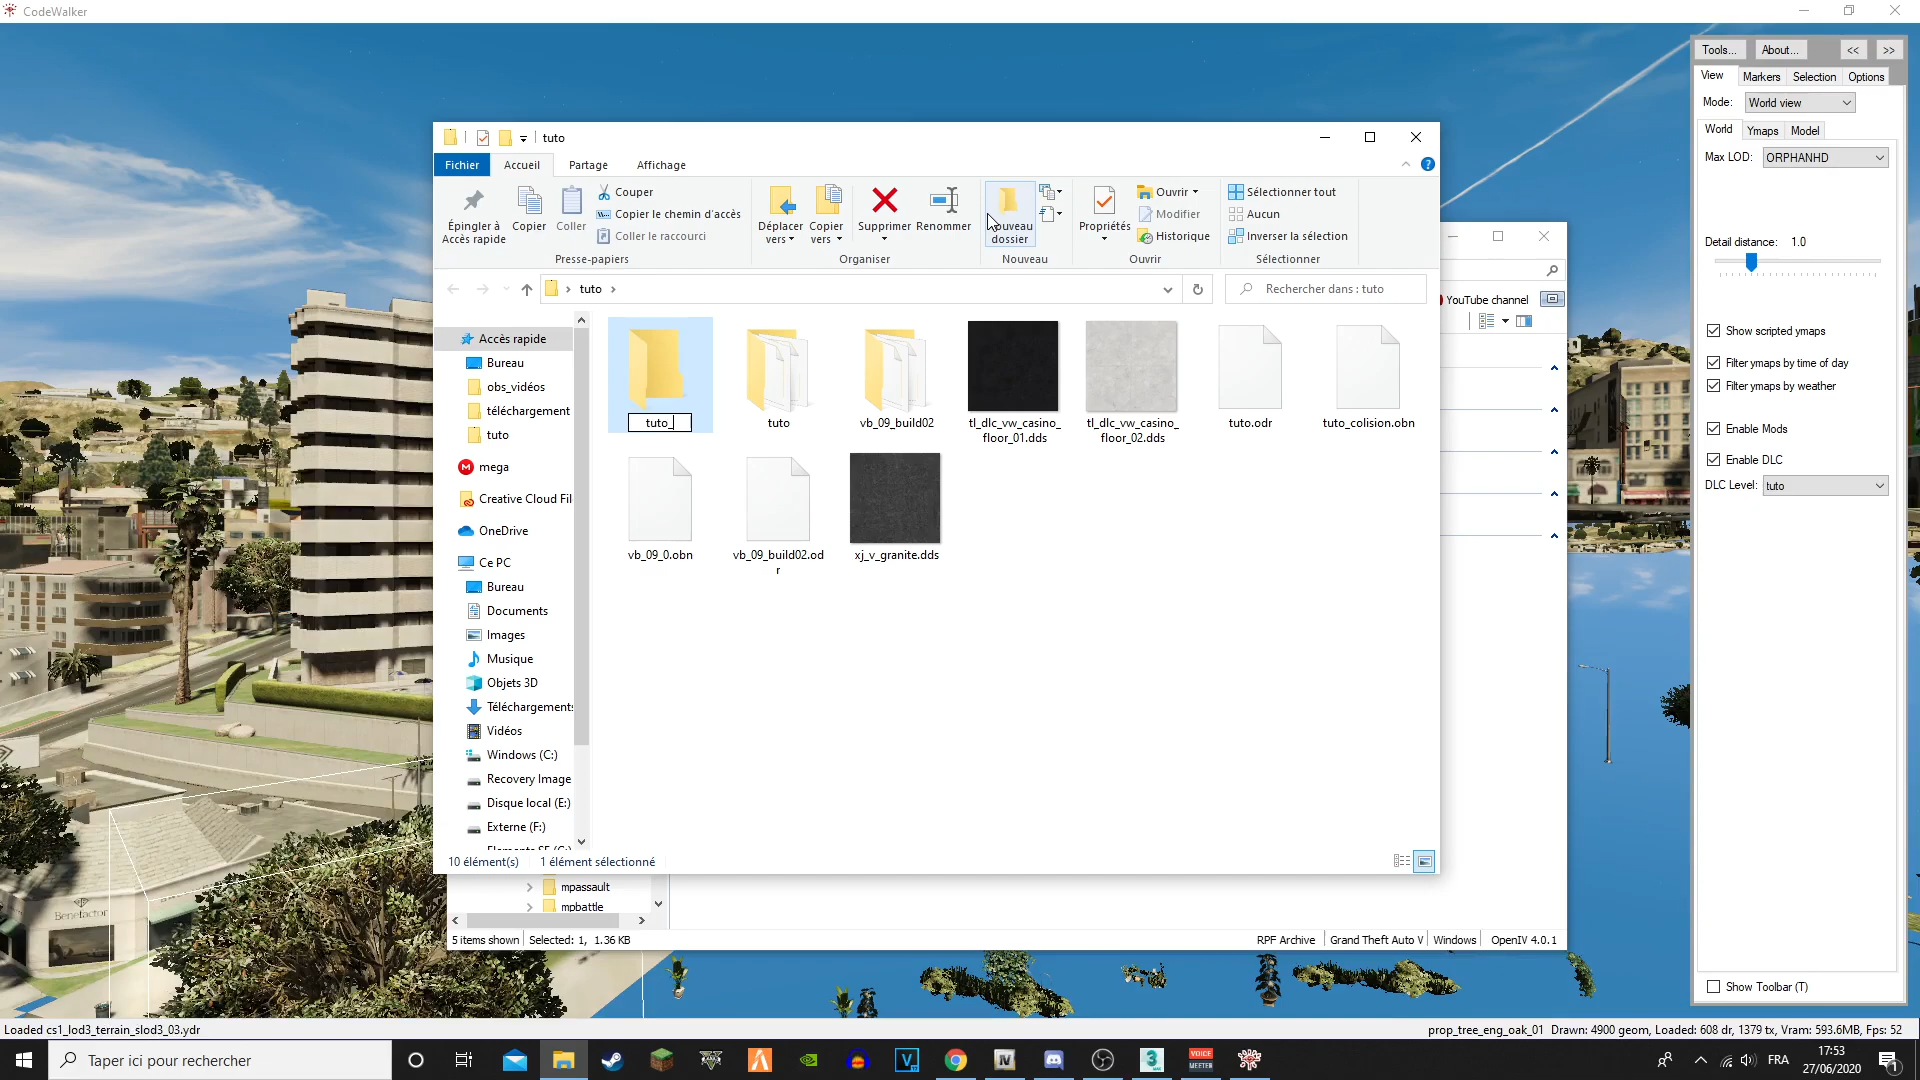 CodeWalker
Tools...
About...
<<
>>
View
Markers
Selection
Options
Mode:
World view
World
Ymaps
Model
Max LOD:
ORPHANHD
Detail distance: 1.0
Show scripted ymaps
Filter ymaps by time of day
Filter ymaps by weather
Enable Mods
Enable DLC
DLC Level:
tuto
Show Toolbar (T)
tuto
Fichier
Accueil
Partage
Affichage
Épingler à
Accès rapide
Copier
Coller
Couper
Copier le chemin d'accès
Coller le raccourci
Presse-papiers
Déplacer
vers
Copier
vers
Supprimer
Renommer
Organiser
ouveau
dossier
Nouveau
Propriétés
Ouvrir
Modifier
Historique
Ouvrir
Sélectionner tout
Aucun
Inverser la sélection
Sélectionner
tuto
Rechercher dans : tuto
Accès rapide
Bureau
obs_vidéos
téléchargement
tuto
mega
Creative Cloud Fil
OneDrive
Ce PC
Bureau
Documents
Images
Musique
Objets 3D
Téléchargements
Vidéos
Windows (C:)
Recovery Image
Disque local (E:)
Externe (F:)
tuto_
tuto
vb_09_build02
tl_dlc_vw_casino_
floor_01.dds
tl_dlc_vw_casino_
floor_02.dds
tuto.odr
tuto_colision.obn
vb_09_0.obn
vb_09_build02.od
r
xj_v_granite.dds
10 élément(s)
1 élément sélectionné
YouTube channel
mpassault
mpbattle
5 items shown
Selected: 1, 1.36 KB
RPF Archive
Grand Theft Auto V
Windows
OpenIV 4.0.1
Benefactor
Loaded cs1_lod3_terrain_slod3_03.ydr
prop_tree_eng_oak_01 Drawn: 4900 geom, Loaded: 608 dr, 1379 tx, Vram: 593.6MB, Fps: 52
Taper ici pour rechercher
VOICE
MEETER
FRA
17:53
27/06/2020
1